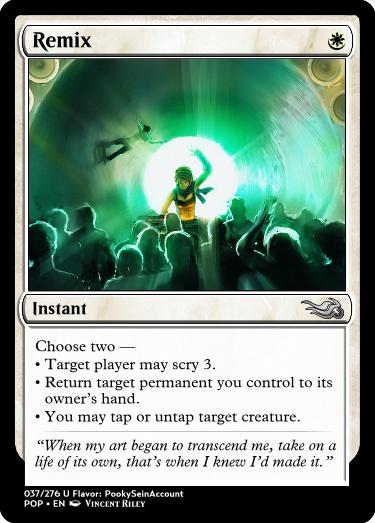 Remix
Instant
Choose two —
• Target player may scry 3.
• Return target permanent you control to its
owner's hand.
• You may tap or untap target creature.
“When my art began to transcend me, take on a
life of its own, that’s when I knew I’d made it.”
037/276 U Flavor: PookySeinAccount
POP • EN Vincent Riley